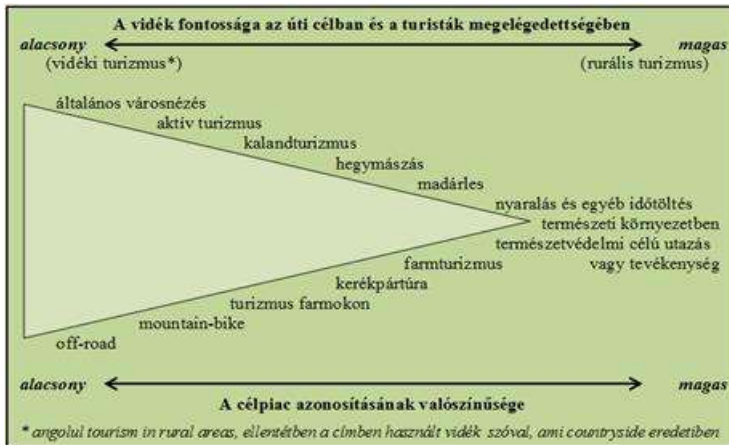 A vidék fontossága az úti célban és a turisták megelégedettségében
alacsony magas
(vidéki turizmus*) (rurális turizmus)
általános városnézés
aktív turizmus
kalandturizmus
hegymászás
madárles
nyaralás és egyéb időtöltés
természeti környezetben
természetvédelmi célú utazás
farmturizmus vagy tevékenység
kerékpártúra
turizmus farmokon
mountain-bike
off-road
alacsony magas
A célpiac azonosításának valószínűsége
* angolul tourism in rural areas, ellentétben a címben használt vidék szóval, ami countryside eredetiben